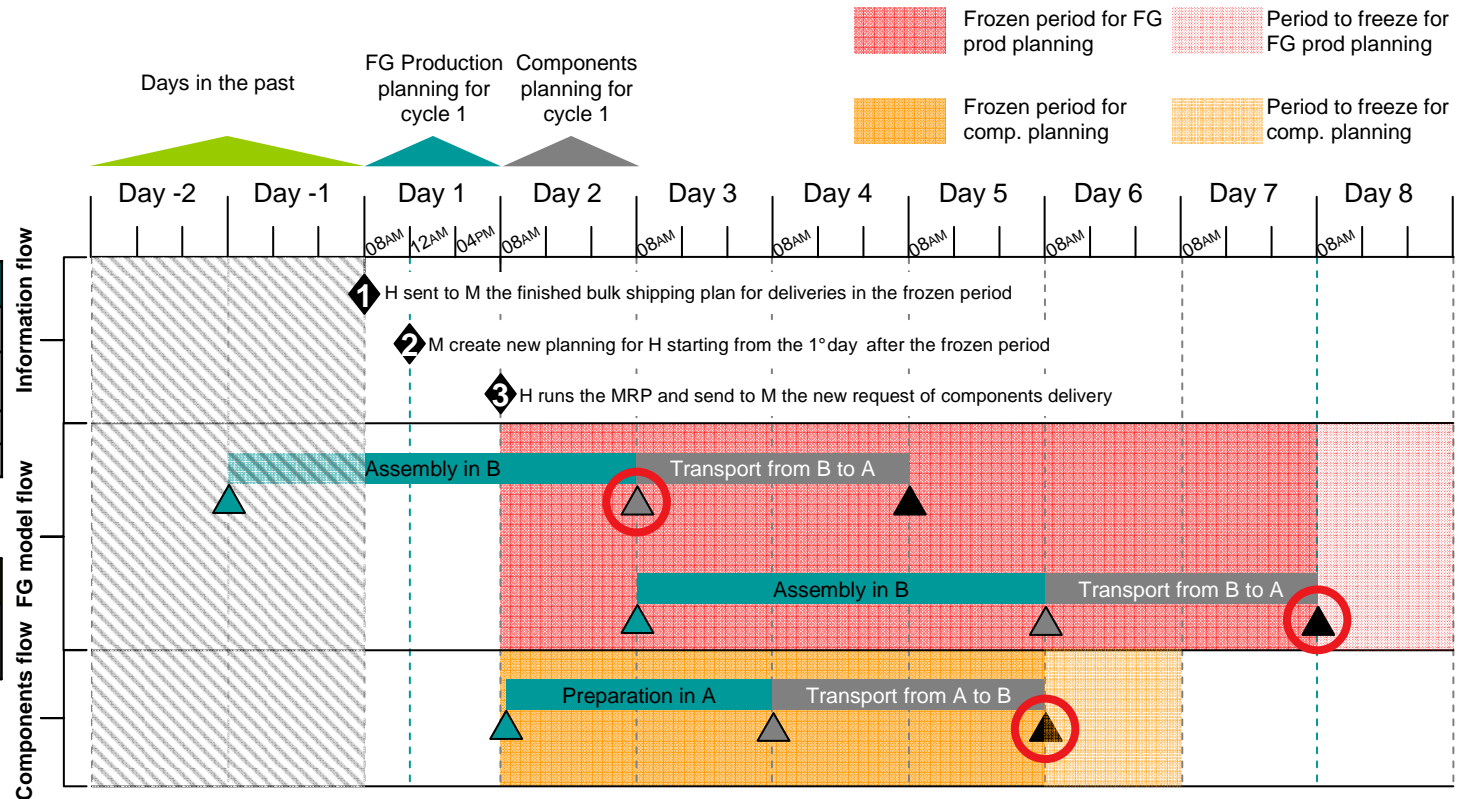 Frozen period for FG
prod planning
Period to freeze for
FG prod planning
Days in the past
FG Production
planning for
cycle 1
Components
planning for
cycle 1
Frozen period for
comp. planning
Period to freeze for
comp. planning
Day -2
Day -1
Day 1
Day 2
Day 3
Day 4
Day 5
Day 6
Day 7
Day 8
08AM
12AM
04PM
08AM
08AM
08AM
08AM
08AM
08AM
08AM
Information flow
1 H sent to M the finished bulk shipping plan for deliveries in the frozen period
2 M create new planning for H starting from the 1°day after the frozen period
3 H runs the MRP and send to M the new request of components delivery
FG model flow
Assembly in B
Transport from B to A
Assembly in B
Transport from B to A
Components flow
Preparation in A
Transport from A to B